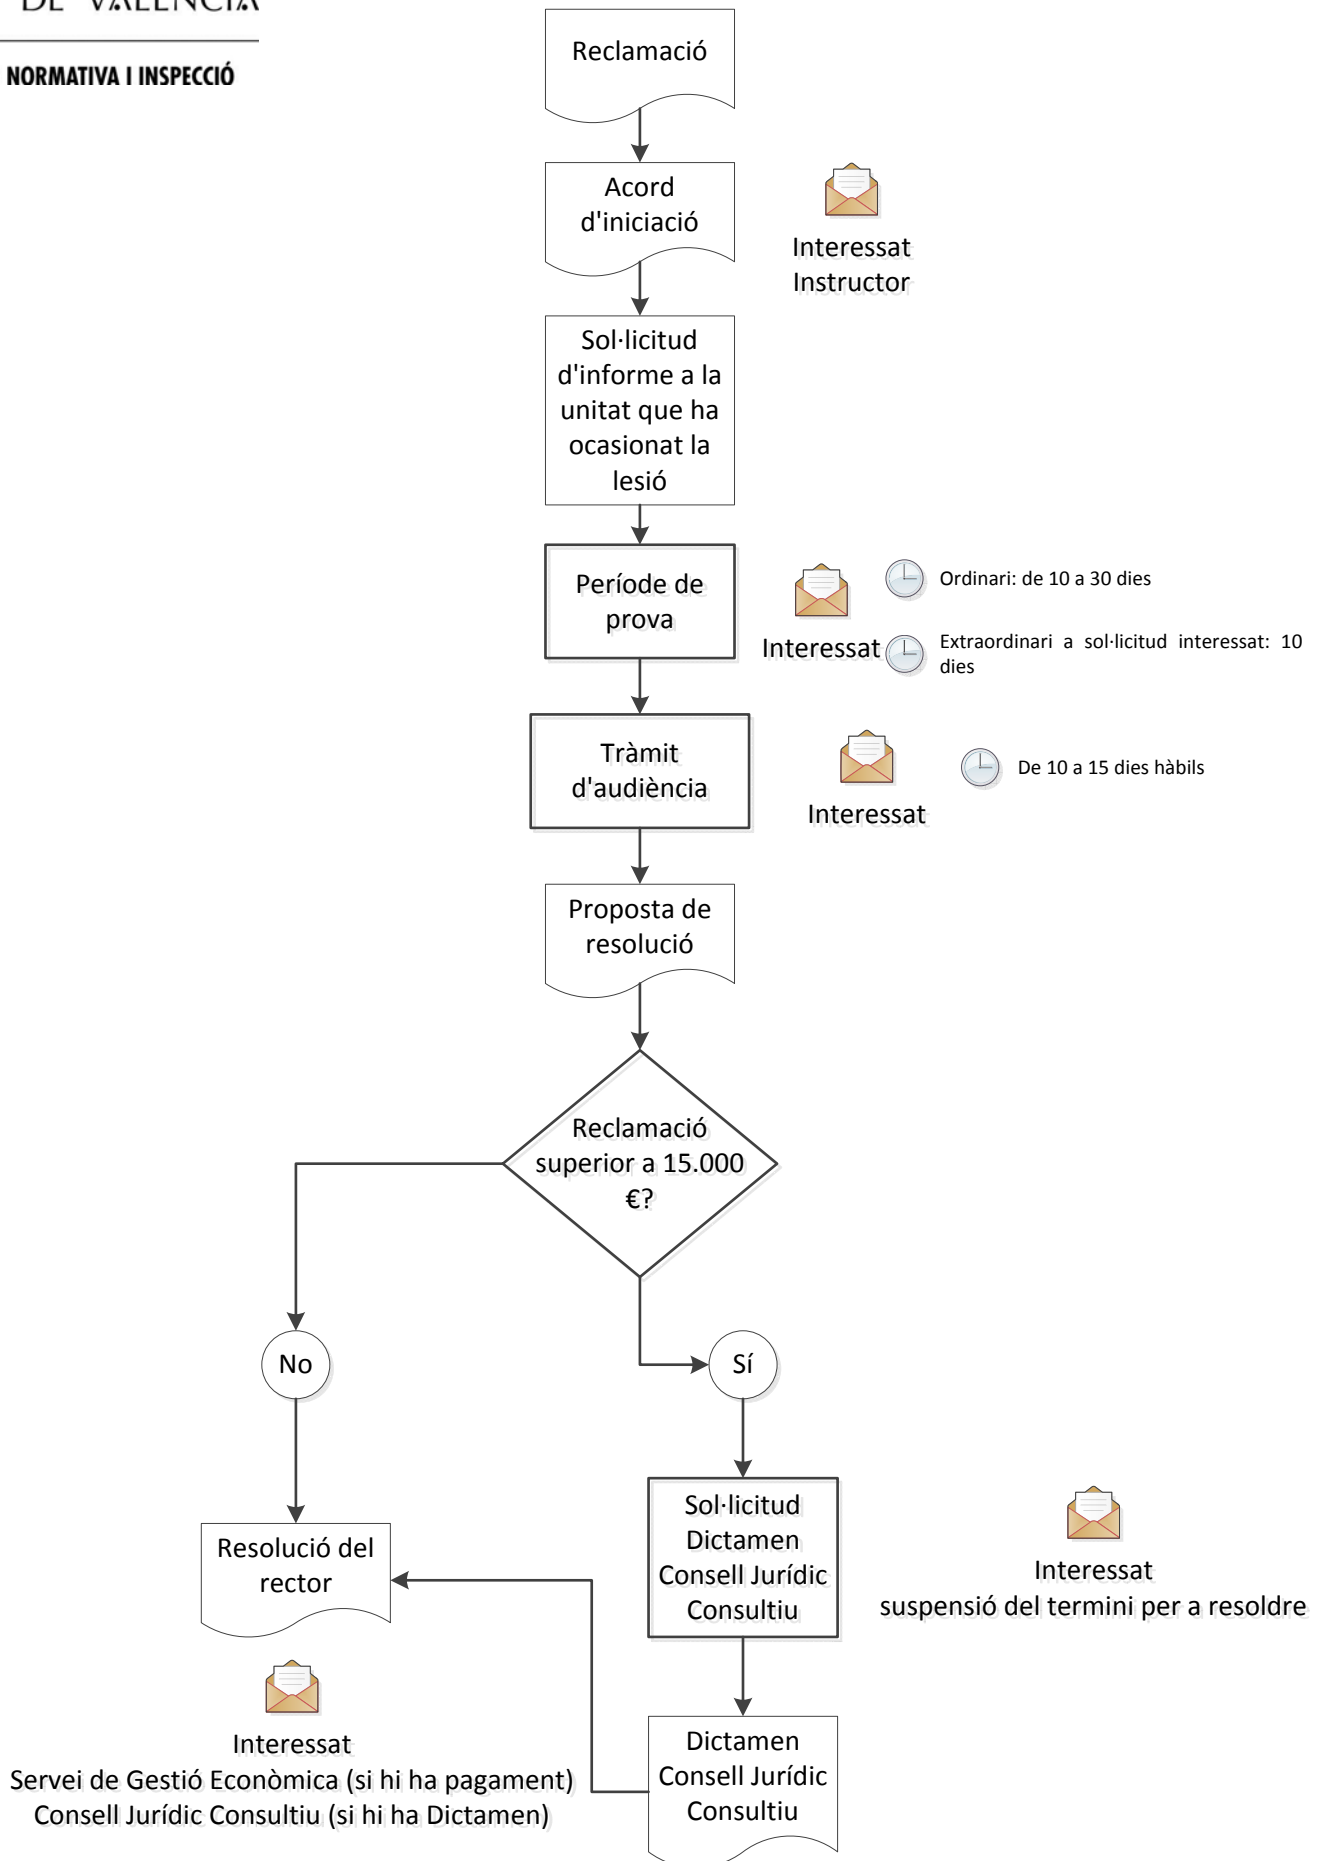 DE VALÈNCIA
NORMATIVA I INSPECCIÓ
Reclamació
Acord
d'iniciació
Interessat
Instructor
Sol·licitud
d'informe a la
unitat que ha
ocasionat la
lesió
Període de
prova
Interessat
Ordinari: de 10 a 30 dies
Extraordinari a sol·licitud interessat: 10
dies
Tràmit
d'audiència
Interessat
De 10 a 15 dies hàbils
Proposta de
resolució
Reclamació
superior a 15.000
€?
No
Sí
Resolució del
rector
Interessat
Servei de Gestió Econòmica (si hi ha pagament)
Consell Jurídic Consultiu (si hi ha Dictamen)
Sol·licitud
Dictamen
Consell Jurídic
Consultiu
Interessat
suspensió del termini per a resoldre
Dictamen
Consell Jurídic
Consultiu